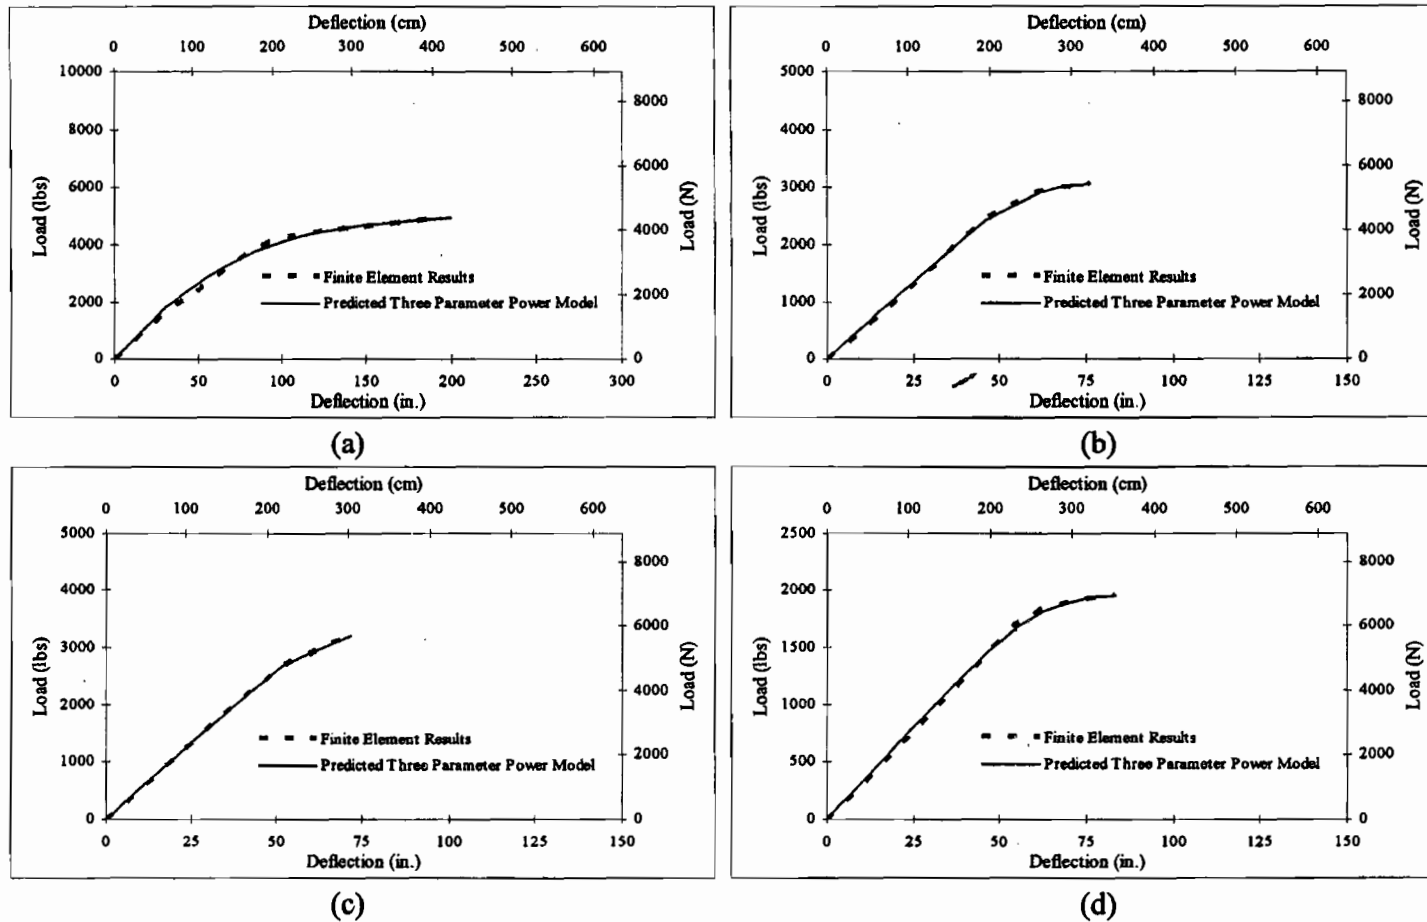 Deflection (cm)
0 100 200 300 400 500 600
10000
8000
6000
4000
2000
0
Load (lbs)
8000
6000
4000
2000
0
Load (N)
Finite Element Results
Predicted Three Parameter Power Model
0 50 100 150 200 250 300
Deflection (in.)
(a)
Deflection (cm)
0 100 200 300 400 500 600
5000
4000
3000
2000
1000
0
Load (lbs)
8000
6000
4000
2000
0
Load (N)
Finite Element Results
Predicted Three Parameter Power Model
0 25 50 75 100 125 150
Deflection (in.)
(b)
Deflection (cm)
0 100 200 300 400 500 600
5000
4000
3000
2000
1000
0
Load (lbs)
8000
6000
4000
2000
0
Load (N)
Finite Element Results
Predicted Three Parameter Power Model
0 25 50 75 100 125 150
Deflection (in.)
(c)
Deflection (cm)
0 100 200 300 400 500 600
2500
2000
1500
1000
500
0
Load (lbs)
8000
6000
4000
2000
0
Load (N)
Finite Element Results
Predicted Three Parameter Power Model
0 25 50 75 100 125 150
Deflection (in.)
(d)